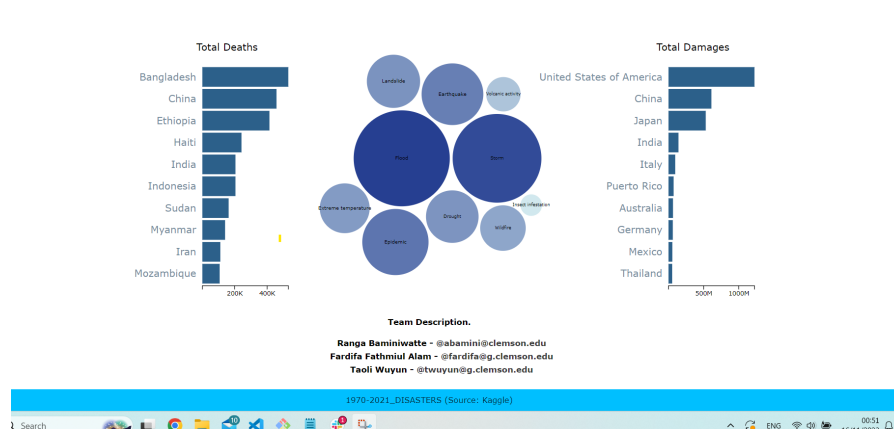 Total Deaths
Bangladesh
China
Ethiopia
Haiti
India
Indonesia
Sudan
Myanmar
Iran
Mozambique
200K 400K
Landslide
Earthquake
Volcanic activity
Flood
Storm
Extreme temperature
Drought
Insect infestation
Wildfire
Epidemic
Total Damages
United States of America
China
Japan
India
Italy
Puerto Rico
Australia
Germany
Mexico
Thailand
500M 1000M
Team Description.
Ranga Baminiwatte - @abamini@clemson.edu
Fardifa Fathmiul Alam - @fardifa@g.clemson.edu
Taoli Wuyun - @twuyun@g.clemson.edu
1970-2021_DISASTERS (Source: Kaggle)
Search
10
9
ENG
00:51